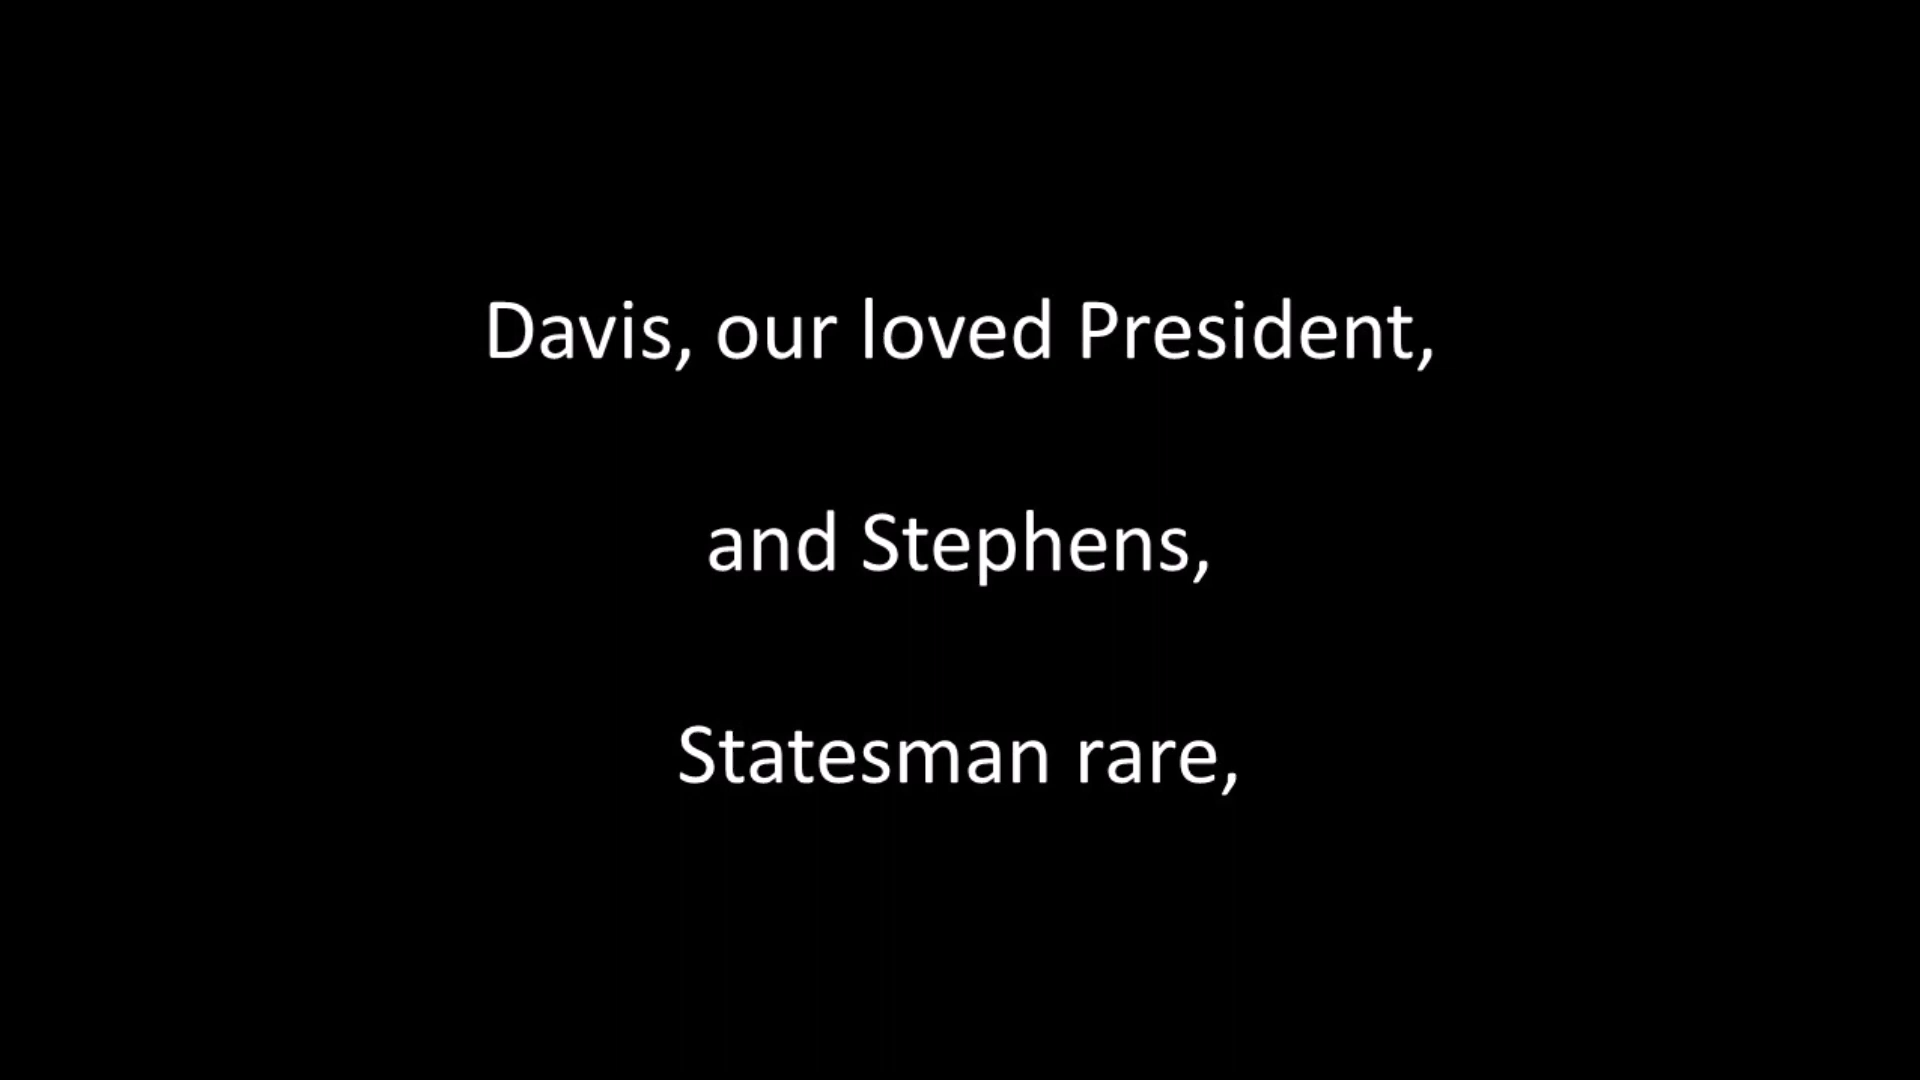 Davis, our loved President,
and Stephens,
Statesman rare,